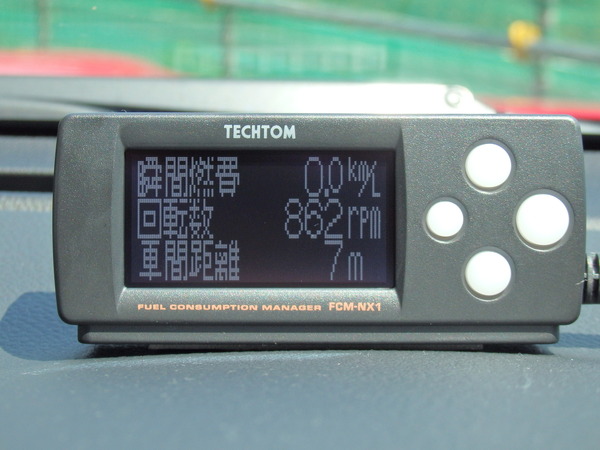 TECHTOM
瞬間燃費 0.0 km/L
回転数 862 rpm
車間距離 7 m
FUEL CONSUMPTION MANAGER FCM-NX1